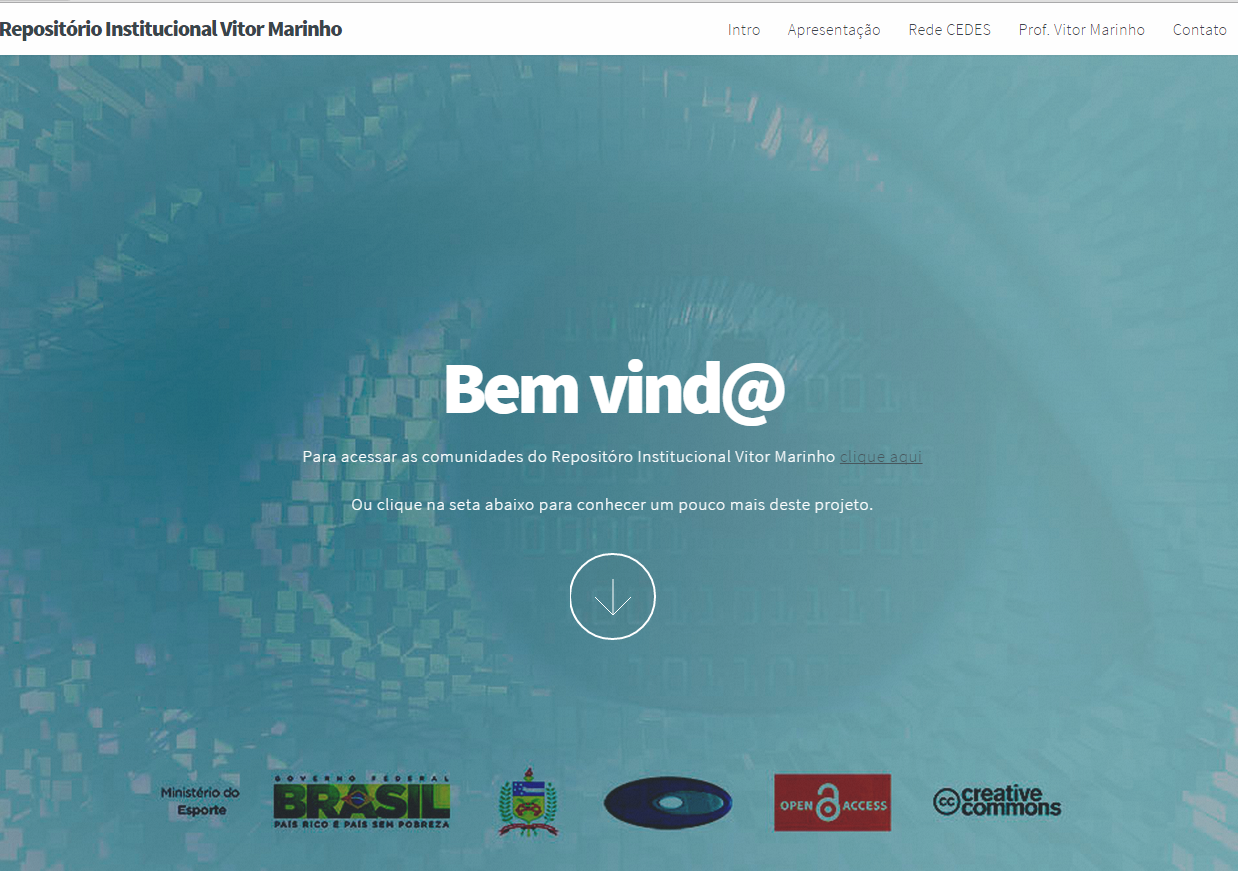 Repositório Institucional Vitor Marinho
Intro Apresentação Rede CEDES Prof. Vitor Marinho Contato
Bem vind@
Para acessar as comunidades do Repositóro Institucional Vitor Marinho clique aqui
Ou clique na seta abaixo para conhecer um pouco mais deste projeto.
Ministério do
Esporte
GOVERNO FEDERAL
BRASIL
PAÍS RICO É PAÍS SEM POBREZA
OPEN ACCESS
cc creative
commons